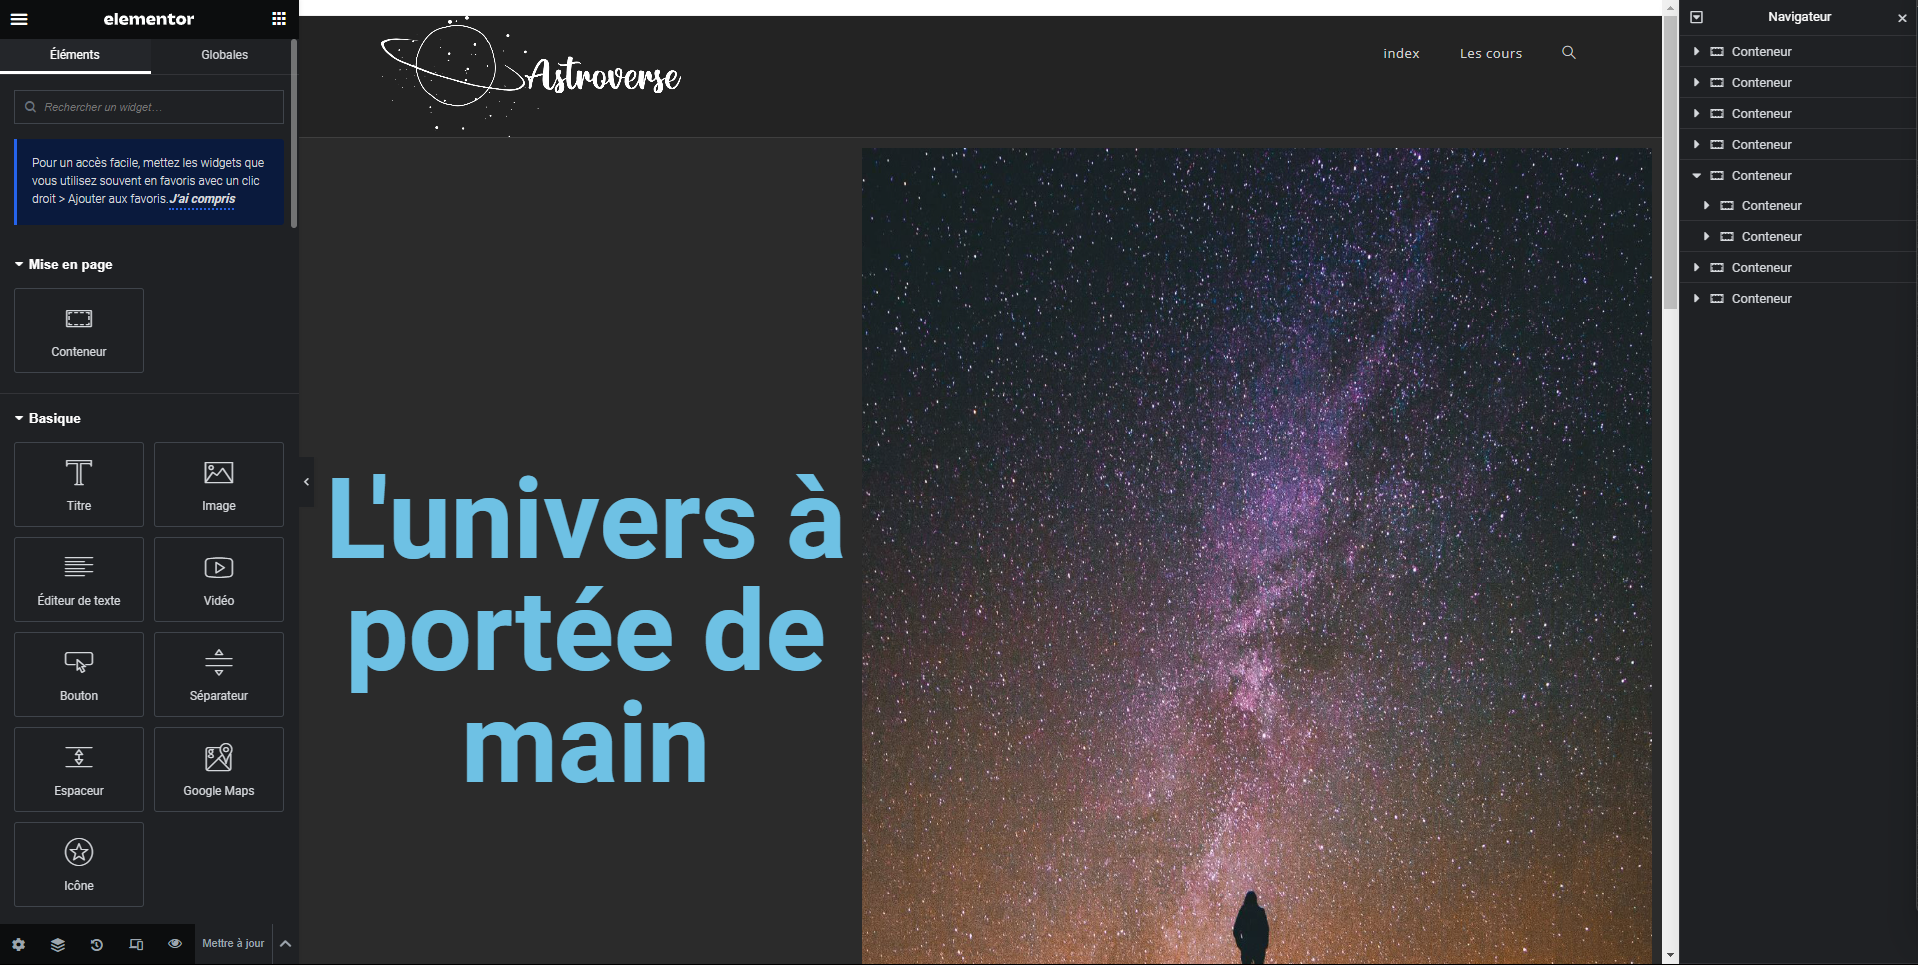 elementor
Éléments
Globales
Rechercher un widget...
Pour un accès facile, mettez les widgets que
vous utilisez souvent en favoris avec un clic
droit > Ajouter aux favoris. J'ai compris
Mise en page
Conteneur
Basique
Titre
Image
Éditeur de texte
Vidéo
Bouton
Séparateur
Espaceur
Google Maps
Icône
Mettre à jour
Astroverse
index
Les cours
L'univers à
portée de
main
Navigateur
Conteneur
Conteneur
Conteneur
Conteneur
Conteneur
Conteneur
Conteneur
Conteneur
Conteneur